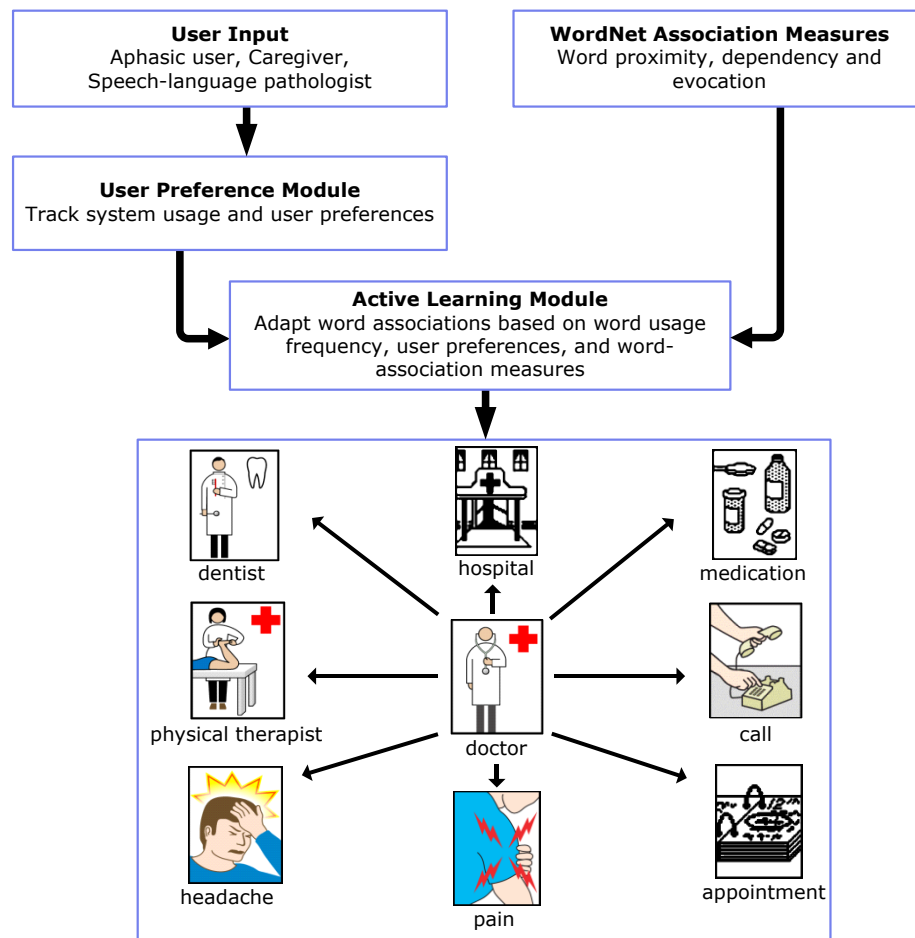 User Input
Aphasic user, Caregiver,
Speech-language pathologist
WordNet Association Measures
Word proximity, dependency and
evocation
User Preference Module
Track system usage and user preferences
Active Learning Module
Adapt word associations based on word usage
frequency, user preferences, and word-
association measures
dentist
hospital
medication
physical therapist
doctor
call
headache
pain
12
appointment